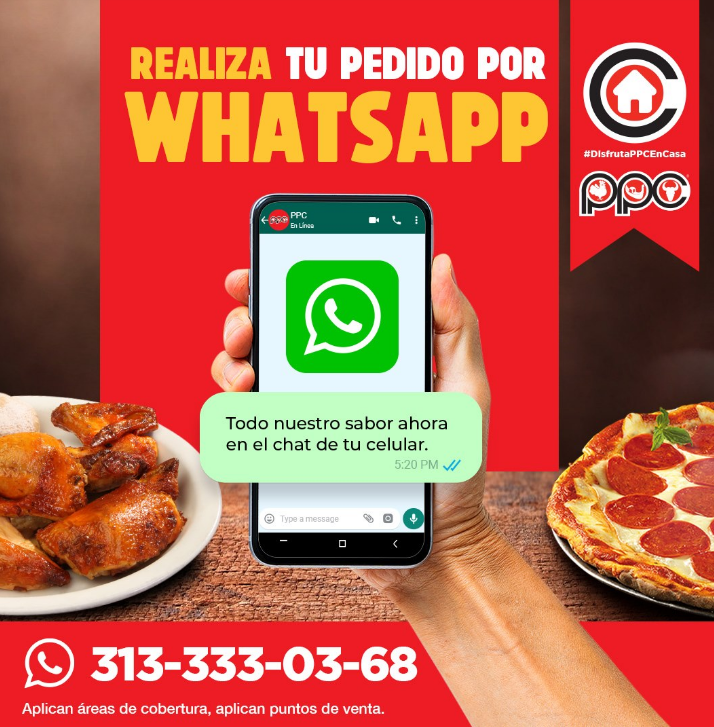 REALIZA TU PEDIDO POR
WHATSAPP
#DisfrutaPPCEnCasa
ppc
PPC
En Línea
Todo nuestro sabor ahora
en el chat de tu celular.
5:20 PM
Type a message
313-333-03-68
Aplican áreas de cobertura, aplican puntos de venta.